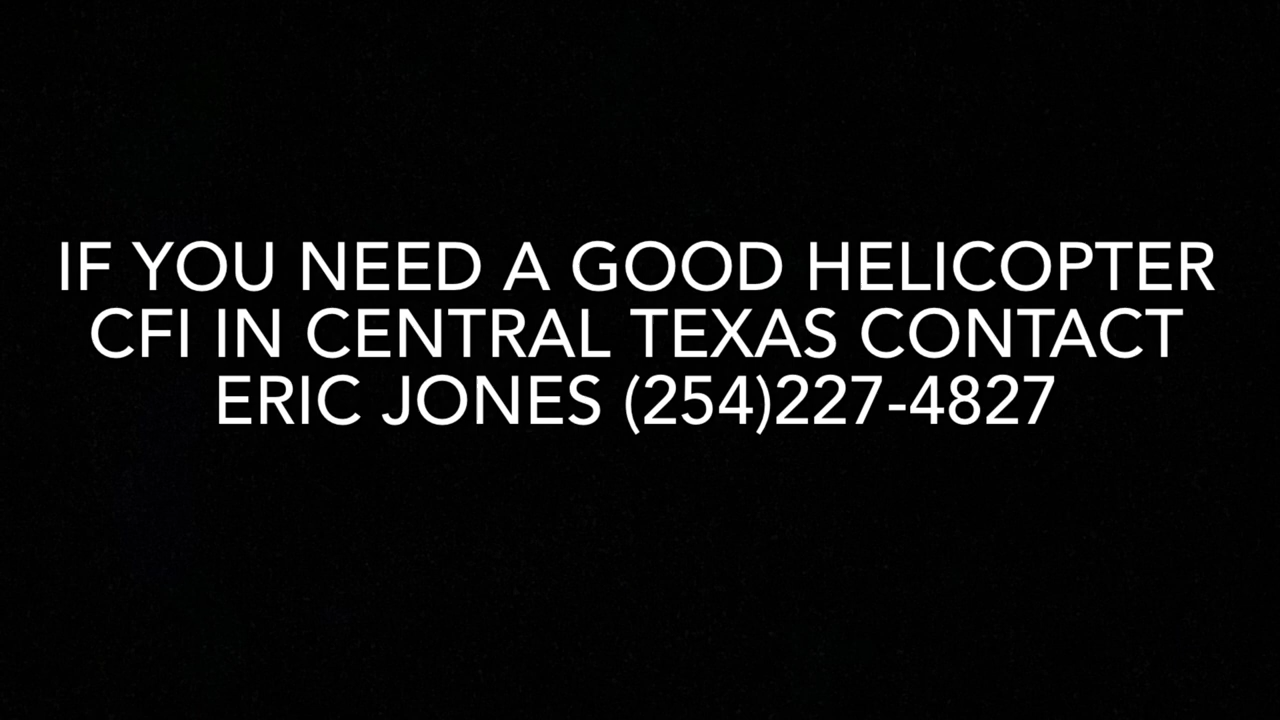 IF YOU NEED A GOOD HELICOPTER
CFI IN CENTRAL TEXAS CONTACT
ERIC JONES (254)227-4827